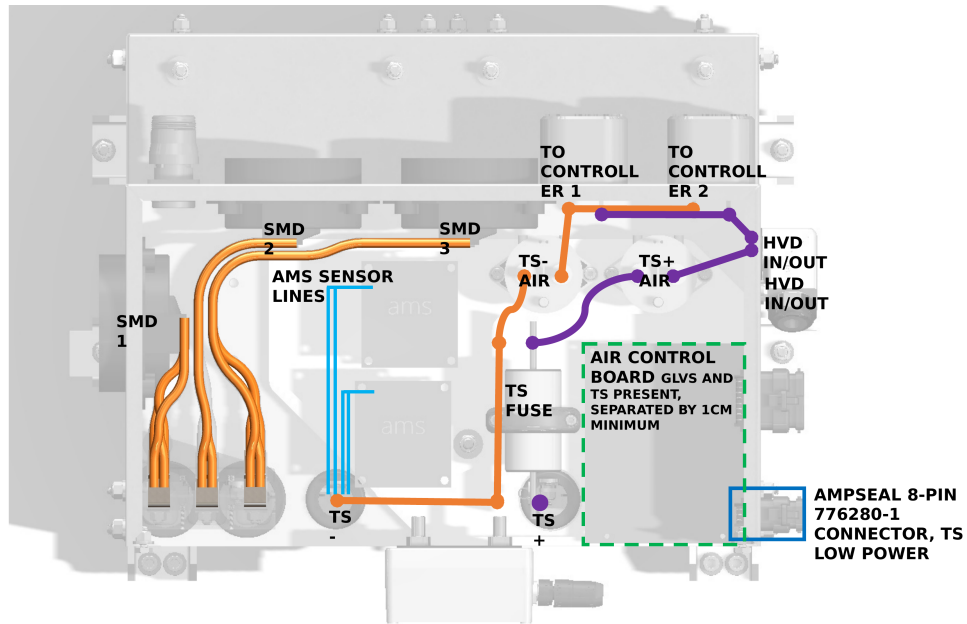 TO
CONTROLL
ER 1
TO
CONTROLL
ER 2
SMD
2
SMD
3
HVD
IN/OUT
HVD
IN/OUT
TS-
AIR
TS+
AIR
AMS SENSOR
LINES
ams
SMD
1
AIR CONTROL
BOARD GLVS AND
TS PRESENT,
SEPARATED BY 1CM
MINIMUM
TS
FUSE
ams
AMPSEAL 8-PIN
776280-1
CONNECTOR, TS
LOW POWER
TS
-
TS
+